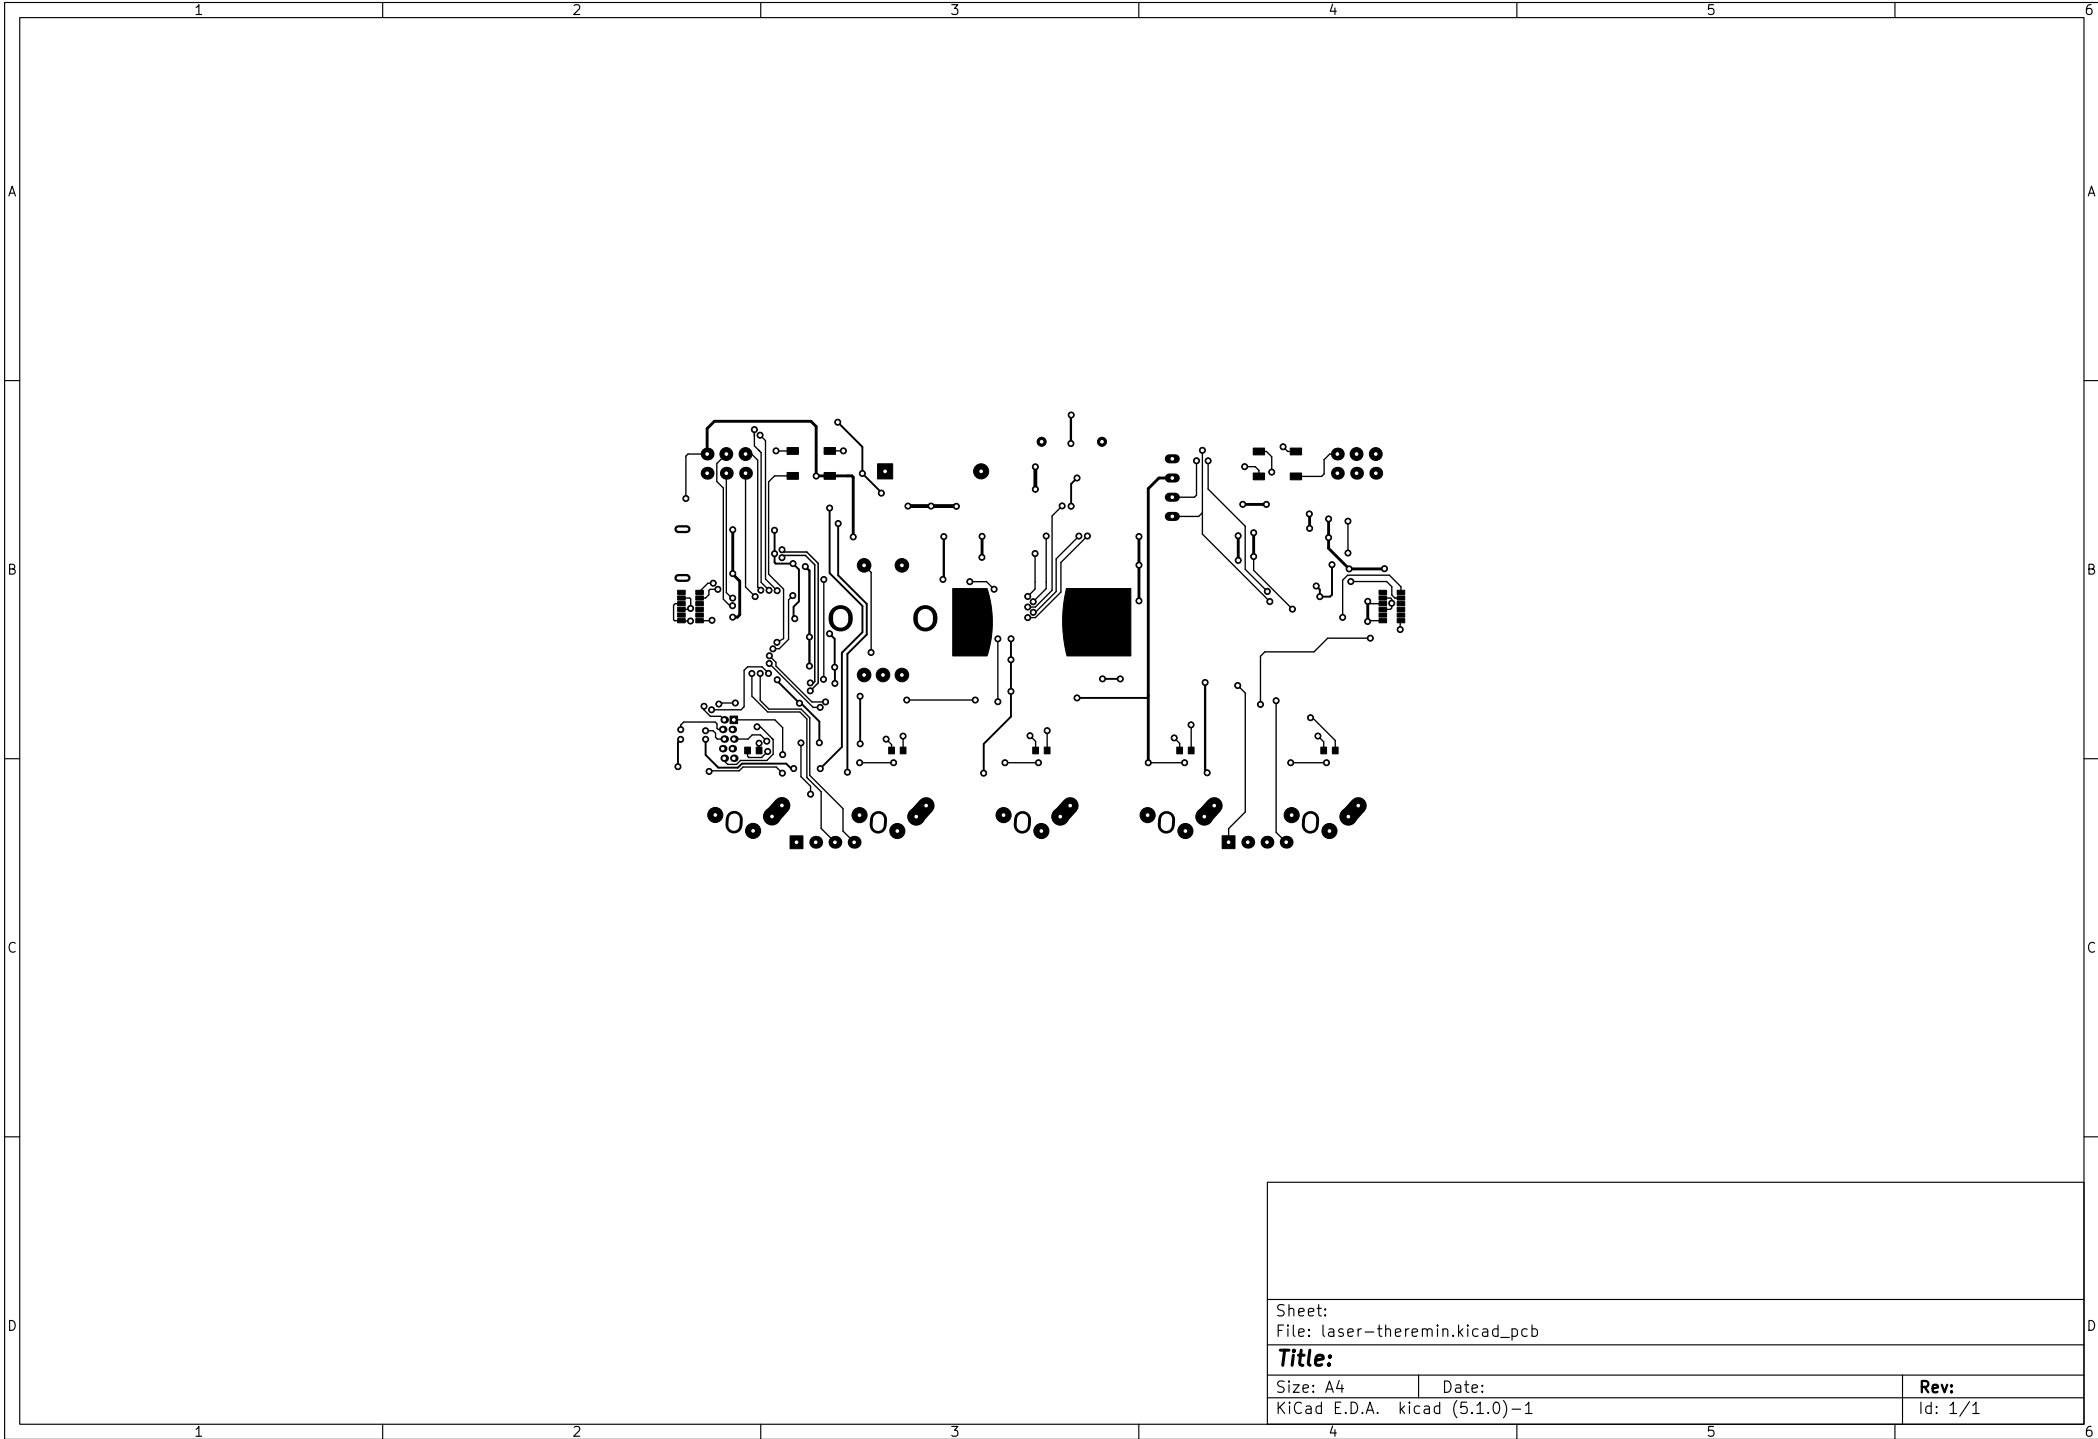 1 2 3 4 5 6
A A
B B
C C
D D
Sheet:
File: laser-theremin.kicad_pcb
Title:
Size: A4 Date: Rev:
KiCad E.D.A. kicad (5.1.0)-1 Id: 1/1
1 2 3 4 5 6